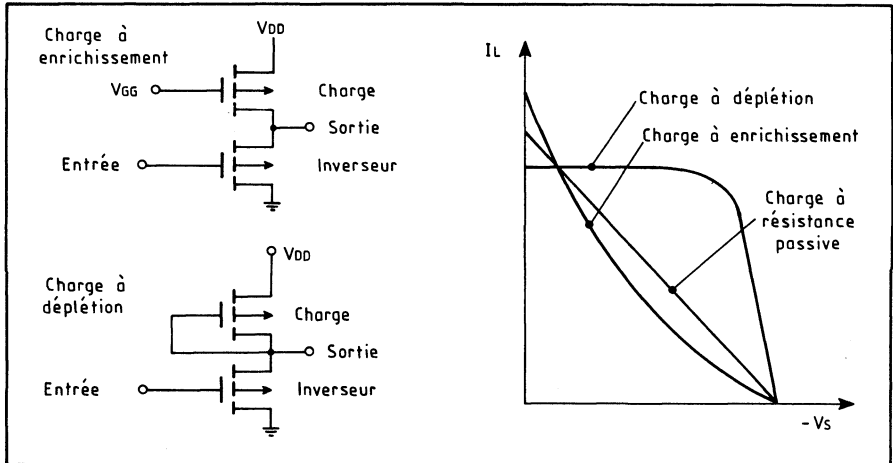 Charge à
enrichissement
VDD
VGG
Charge
Sortie
Entrée
Inverseur
Charge à
déplétion
VDD
Charge
Sortie
Entrée
Inverseur
IL
Charge à déplétion
Charge à enrichissement
Charge à
résistance
passive
-Vs